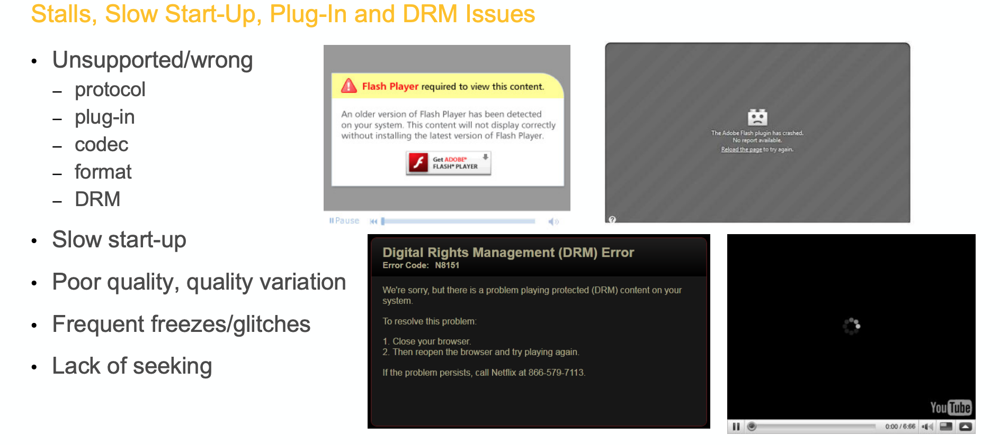 Stalls, Slow Start-Up, Plug-In and DRM Issues
• Unsupported/wrong
– protocol
– plug-in
– codec
– format
– DRM
• Slow start-up
• Poor quality, quality variation
• Frequent freezes/glitches
• Lack of seeking
Flash Player required to view this content.
An older version of Flash Player has been detected
on your system. This content will not display correctly
without installing the latest version of Flash Player.
Get ADOBE®
FLASH® PLAYER
Pause
The Adobe Flash plugin has crashed.
No report available.
Reload the page to try again.
?
Digital Rights Management (DRM) Error
Error Code: N8151
We're sorry, but there is a problem playing protected (DRM) content on your
system.
To resolve this problem:
1. Close your browser.
2. Then reopen the browser and try playing again.
If the problem persists, call Netflix at 866-579-7113.
YouTube
0:00 / 6:66